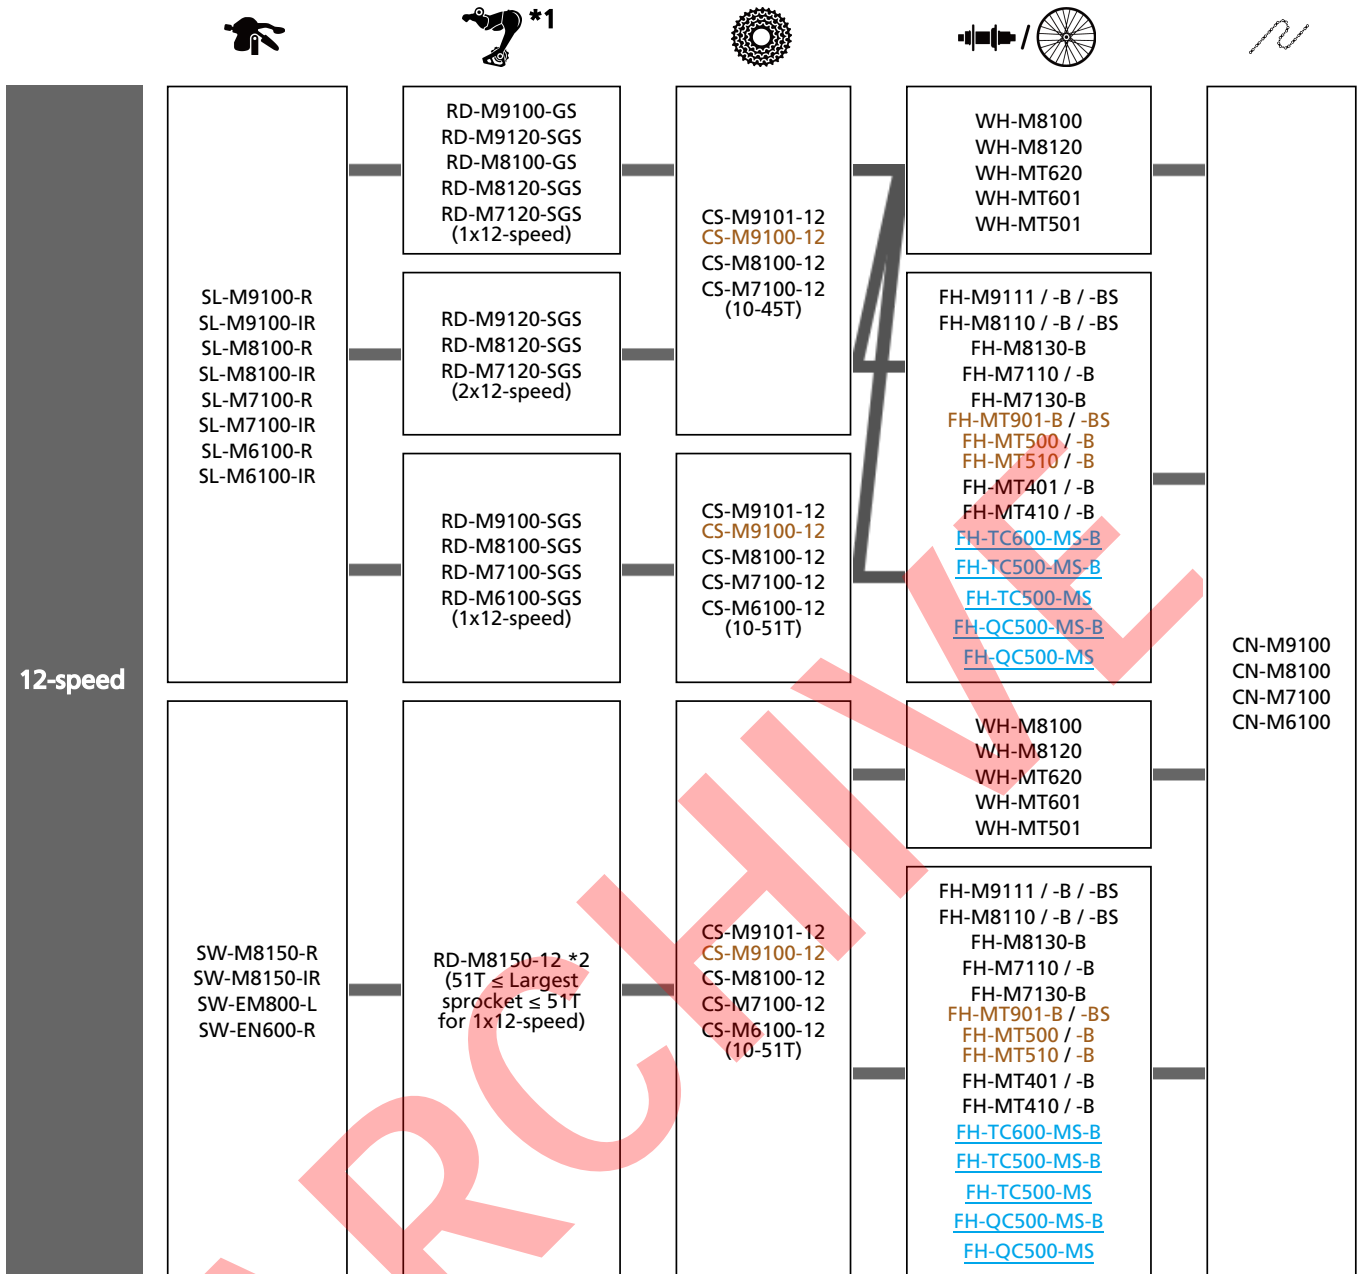 *1
12-speed
SL-M9100-R
SL-M9100-IR
SL-M8100-R
SL-M8100-IR
SL-M7100-R
SL-M7100-IR
SL-M6100-R
SL-M6100-IR
RD-M9100-GS
RD-M9120-SGS
RD-M8100-GS
RD-M8120-SGS
RD-M7120-SGS
(1x12-speed)
RD-M9120-SGS
RD-M8120-SGS
RD-M7120-SGS
(2x12-speed)
RD-M9100-SGS
RD-M8100-SGS
RD-M7100-SGS
RD-M6100-SGS
(1x12-speed)
CS-M9101-12
CS-M9100-12
CS-M8100-12
CS-M7100-12
(10-45T)
CS-M9101-12
CS-M9100-12
CS-M8100-12
CS-M7100-12
CS-M6100-12
(10-51T)
WH-M8100
WH-M8120
WH-MT620
WH-MT601
WH-MT501
FH-M9111 / -B / -BS
FH-M8110 / -B / -BS
FH-M8130-B
FH-M7110 / -B
FH-M7130-B
FH-MT901-B / -BS
FH-MT500 / -B
FH-MT510 / -B
FH-MT401 / -B
FH-MT410 / -B
FH-TC600-MS-B
FH-TC500-MS-B
FH-TC500-MS
FH-QC500-MS-B
FH-QC500-MS
CN-M9100
CN-M8100
CN-M7100
CN-M6100
SW-M8150-R
SW-M8150-IR
SW-EM800-L
SW-EN600-R
RD-M8150-12 *2
(51T ≤ Largest
sprocket ≤ 51T
for 1x12-speed)
CS-M9101-12
CS-M9100-12
CS-M8100-12
CS-M7100-12
CS-M6100-12
(10-51T)
WH-M8100
WH-M8120
WH-MT620
WH-MT601
WH-MT501
FH-M9111 / -B / -BS
FH-M8110 / -B / -BS
FH-M8130-B
FH-M7110 / -B
FH-M7130-B
FH-MT901-B / -BS
FH-MT500 / -B
FH-MT510 / -B
FH-MT401 / -B
FH-MT410 / -B
FH-TC600-MS-B
FH-TC500-MS-B
FH-TC500-MS
FH-QC500-MS-B
FH-QC500-MS
ARCHIVE